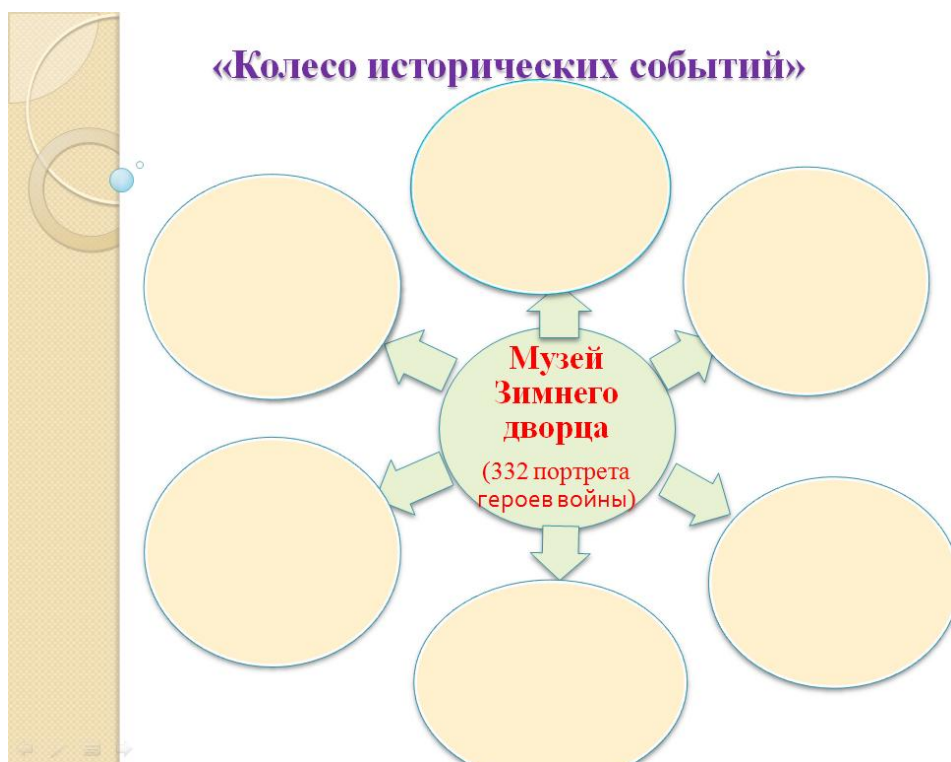 «Колесо исторических событий»
Музей
Зимнего
дворца
(332 портрета
героев войны)